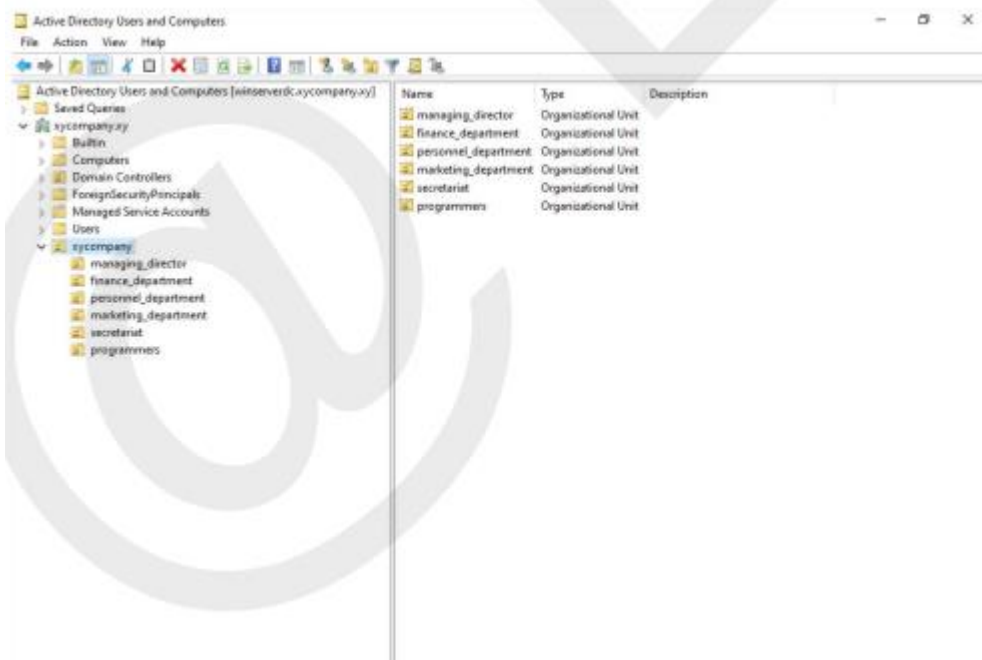 Active Directory Users and Computers
File Action View Help
Active Directory Users and Computers [winserverdc.xycompany.xy]
Saved Queries
xycompany.xy
Builtin
Computers
Domain Controllers
ForeignSecurityPrincipals
Managed Service Accounts
Users
xycompany
managing_director
finance_department
personnel_department
marketing_department
secretariat
programmers
Name Type Description
managing_director Organizational Unit
finance_department Organizational Unit
personnel_department Organizational Unit
marketing_department Organizational Unit
secretariat Organizational Unit
programmers Organizational Unit